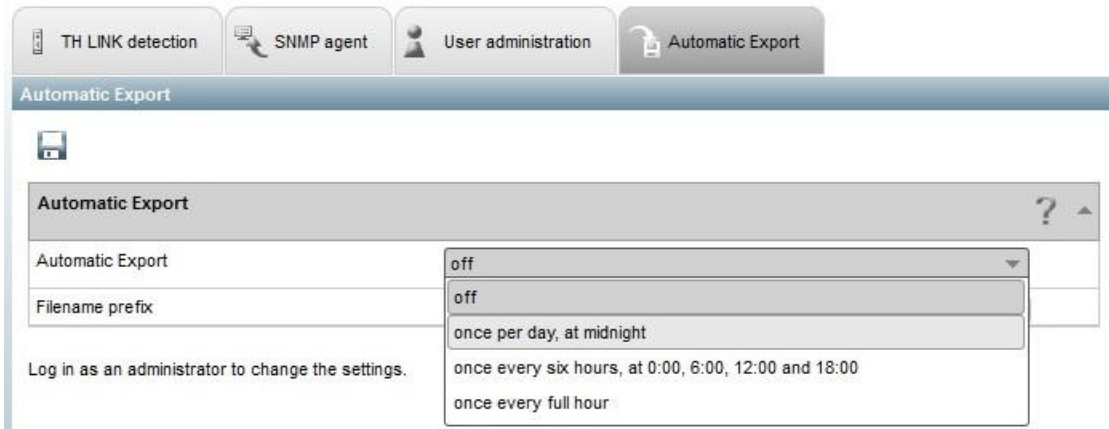 TH LINK detection
SNMP agent
User administration
Automatic Export
Automatic Export
Automatic Export
?
Automatic Export
off
off
Filename prefix
once per day, at midnight
Log in as an administrator to change the settings.
once every six hours, at 0:00, 6:00, 12:00 and 18:00
once every full hour